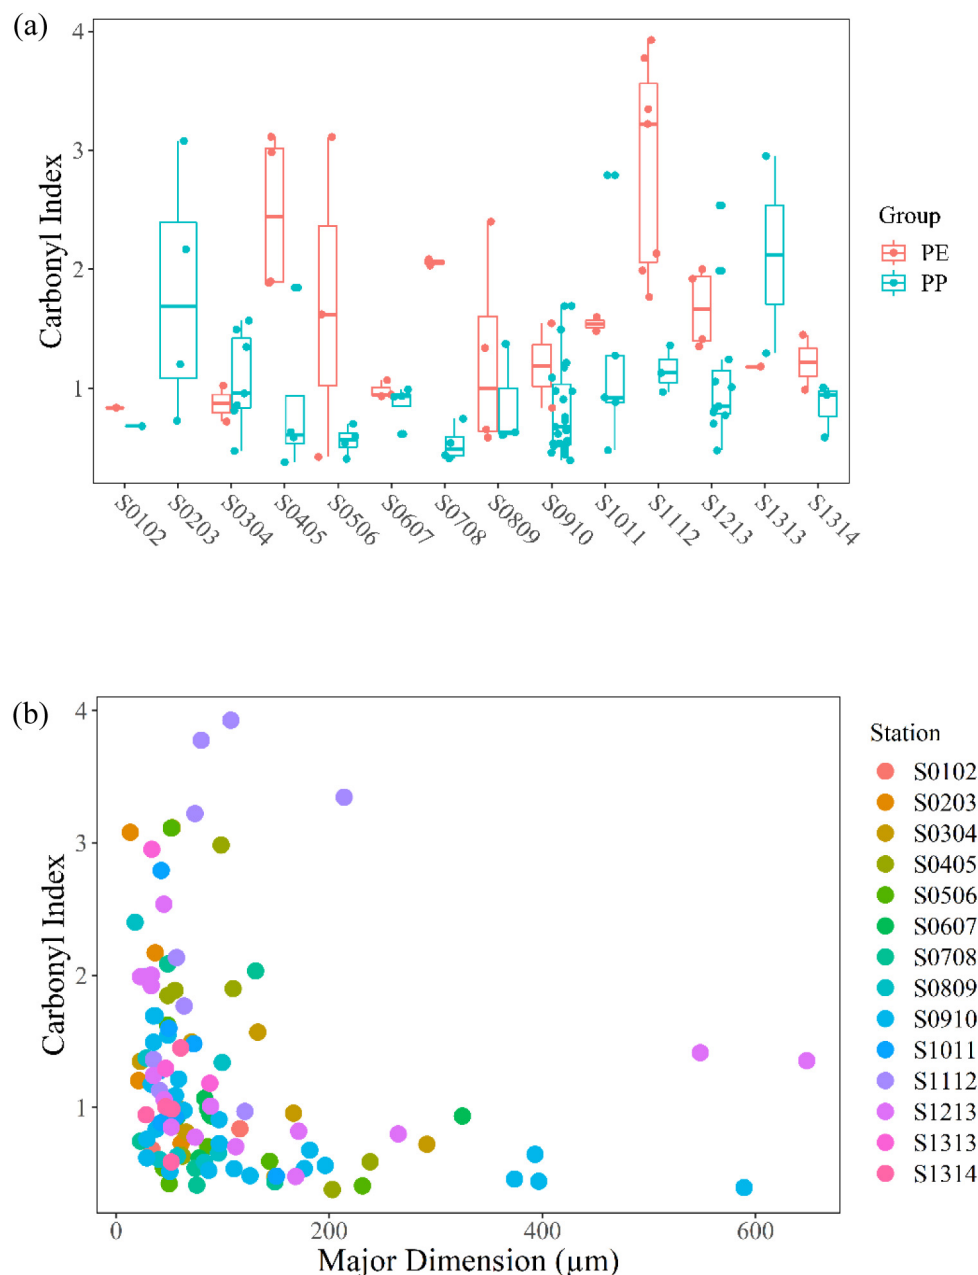 (a)
4
3
2
1
Carbonyl Index
S0102
S0203
S0304
S0405
S0506
S0607
S0708
S0809
S0910
S1011
S1112
S1213
S1313
S1314
Group
PE
PP
(b)
4
3
2
1
Carbonyl Index
0
200
400
600
Major Dimension (µm)
Station
S0102
S0203
S0304
S0405
S0506
S0607
S0708
S0809
S0910
S1011
S1112
S1213
S1313
S1314